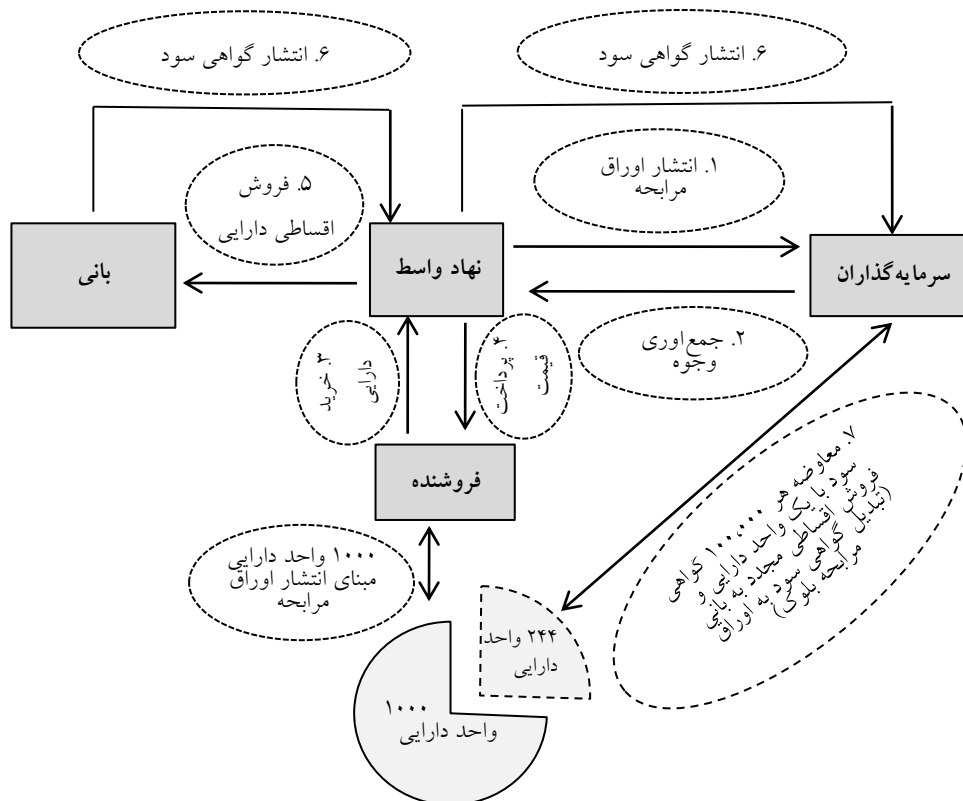 ۶. انتشار گواهی سود
۶. انتشار گواهی سود
۱. انتشار اوراق
مرابحه
۵. فروش
اقساطی دارایی
بانی
نهاد واسط
سرمایه‌گذاران
۲. جمع‌اوری
وجوه
۳. خرید
دارایی
۴. پرداخت
قیمت
فروشنده
۷. معاوضه هر ۱۰۰,۰۰۰ کواهی
سود با یک واحد دارایی و
فروش اقساطی مجدد به بانی
(تبدیل گواهی سود به اوراق
مرابحه بلوکی)
۱۰۰۰ واحد دارایی
مبنای انتشار اوراق
مرابحه
۲۴۴ واحد
دارایی
۱۰۰۰
واحد دارایی